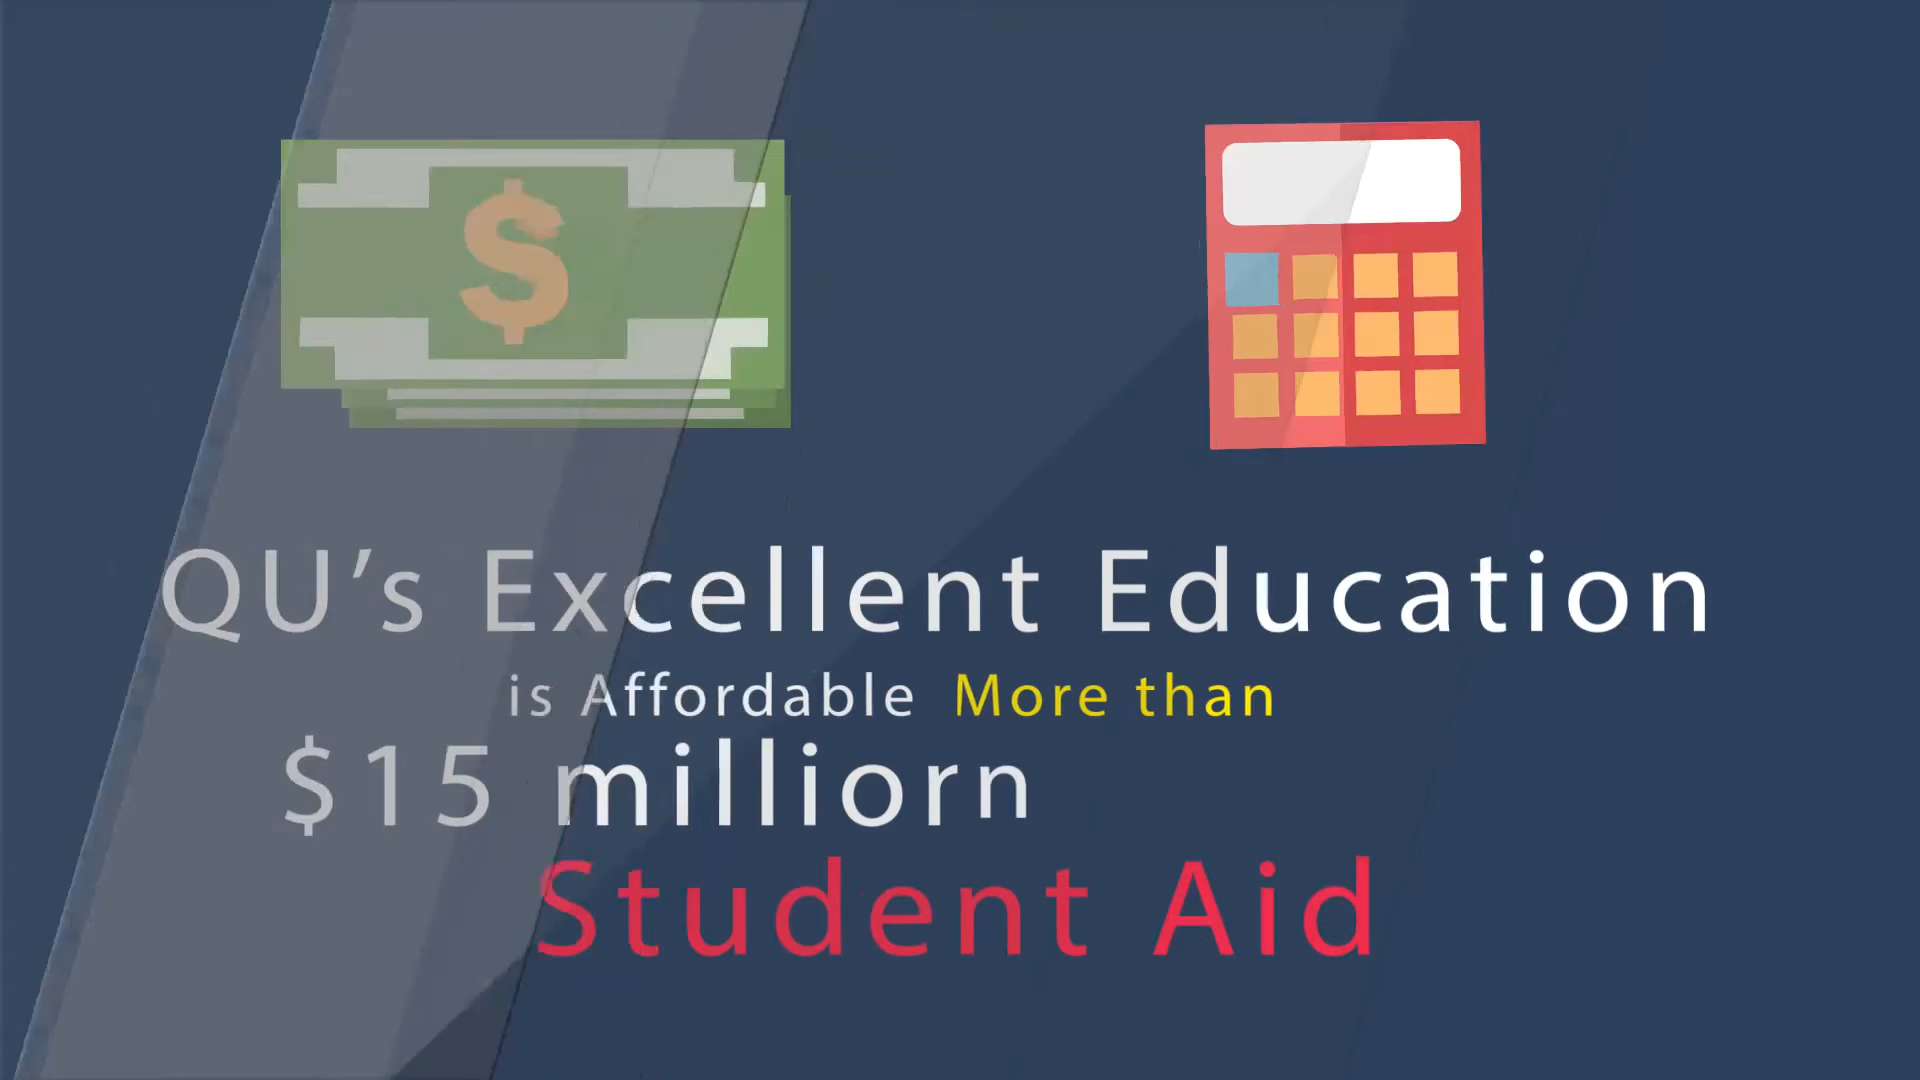 $
QU's Excellent Education
is Affordable More than
$15 milliorn
Student Aid